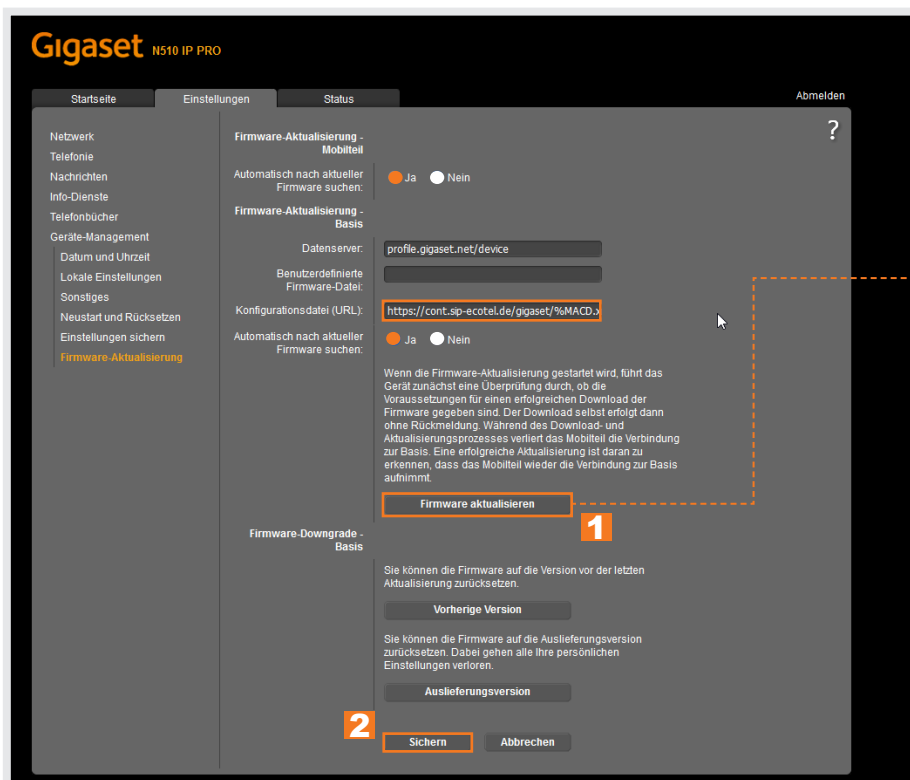 Gigaset N510 IP PRO
Startseite Einstellungen Status Abmelden
?
Netzwerk
Telefonie
Nachrichten
Info-Dienste
Telefonbücher
Geräte-Management
Datum und Uhrzeit
Lokale Einstellungen
Sonstiges
Neustart und Rücksetzen
Einstellungen sichern
Firmware-Aktualisierung
Firmware-Aktualisierung -
Mobilteil
Automatisch nach aktueller
Firmware suchen:
Ja Nein
Firmware-Aktualisierung -
Basis
Datenserver:
profile.gigaset.net/device
Benutzerdefinierte
Firmware-Datei:
Konfigurationsdatei (URL):
https://cont.sip-ecotel.de/gigaset/%MACD.x
Automatisch nach aktueller
Firmware suchen:
Ja Nein
Wenn die Firmware-Aktualisierung gestartet wird, führt das
Gerät zunächst eine Überprüfung durch, ob die
Voraussetzungen für einen erfolgreichen Download der
Firmware gegeben sind. Der Download selbst erfolgt dann
ohne Rückmeldung. Während des Download- und
Aktualisierungsprozesses verliert das Mobilteil die Verbindung
zur Basis. Eine erfolgreiche Aktualisierung ist daran zu
erkennen, dass das Mobilteil wieder die Verbindung zur Basis
aufnimmt.
Firmware aktualisieren
1
Firmware-Downgrade -
Basis
Sie können die Firmware auf die Version vor der letzten
Aktualisierung zurücksetzen.
Vorherige Version
Sie können die Firmware auf die Auslieferungsversion
zurücksetzen. Dabei gehen alle Ihre persönlichen
Einstellungen verloren.
Auslieferungsversion
2
Sichern Abbrechen